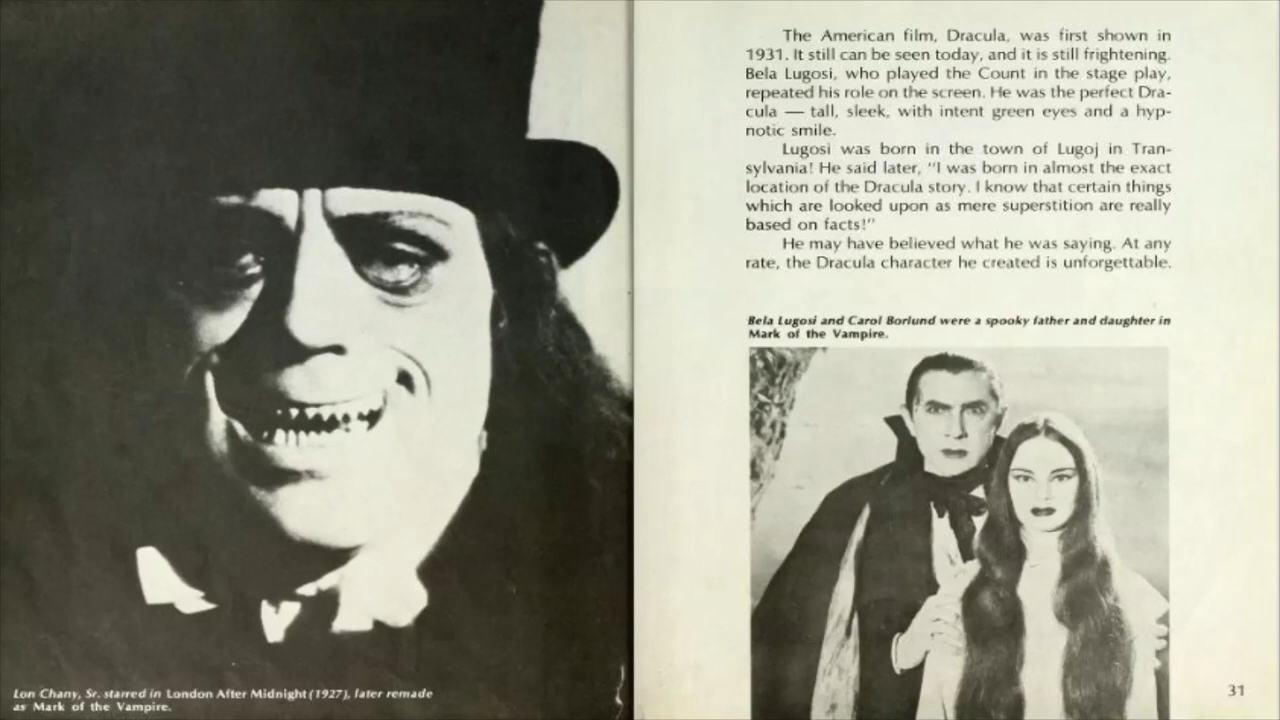 Lon Chany, Sr. starred in London After Midnight (1927), later remade
as Mark of the Vampire.
The American film, Dracula, was first shown in
1931. It still can be seen today, and it is still frightening.
Bela Lugosi, who played the Count in the stage play,
repeated his role on the screen. He was the perfect Dra-
cula — tall, sleek, with intent green eyes and a hyp-
notic smile.
Lugosi was born in the town of Lugoj in Tran-
sylvania! He said later, "I was born in almost the exact
location of the Dracula story. I know that certain things
which are looked upon as mere superstition are really
based on facts!"
He may have believed what he was saying. At any
rate, the Dracula character he created is unforgettable.
Bela Lugosi and Carol Borlund were a spooky father and daughter in
Mark of the Vampire.
31